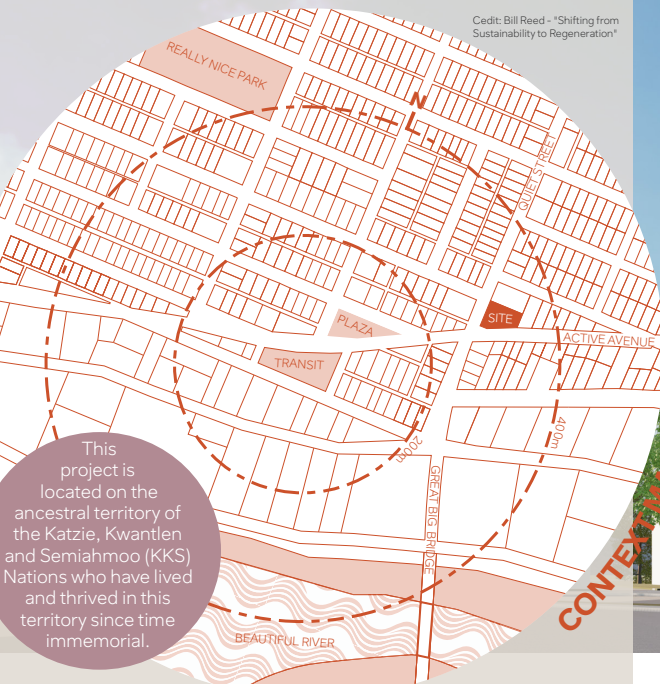 Cedit: Bill Reed - "Shifting from
Sustainability to Regeneration"
REALLY NICE PARK
N
QUIET STREET
PLAZA
SITE
ACTIVE AVENUE
TRANSIT
200m
400m
GREAT BIG BRIDGE
This
project is
located on the
ancestral territory of
the Katzie, Kwantlen
and Semiahmoo (KKS)
Nations who have lived
and thrived in this
territory since time
immemorial.
BEAUTIFUL RIVER
CONTEXT